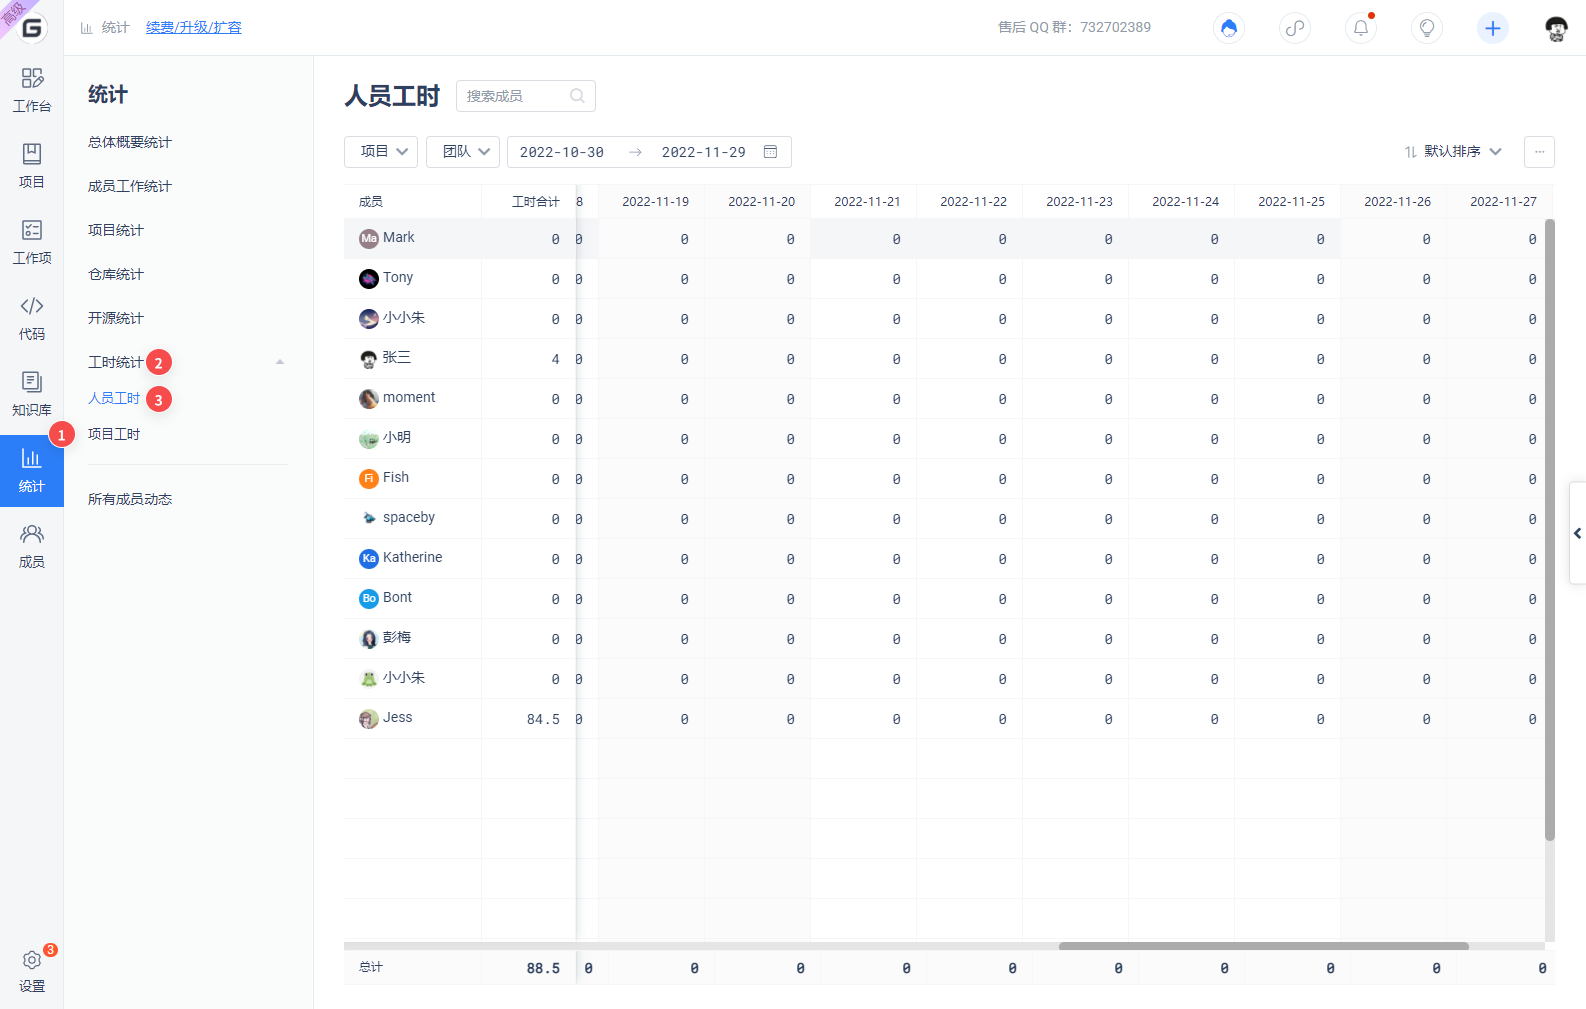 高级
G
统计 续费/升级/扩容
售后 QQ 群：732702389
工作台
项目
工作项
代码
知识库
1
统计
成员
3
设置
统计
总体概要统计
成员工作统计
项目统计
仓库统计
开源统计
工时统计 2
人员工时 3
项目工时
所有成员动态
人员工时 搜索成员
项目 团队 2022-10-30 → 2022-11-29 默认排序 ...
成员 工时合计 8 2022-11-19 2022-11-20 2022-11-21 2022-11-22 2022-11-23 2022-11-24 2022-11-25 2022-11-26 2022-11-27
Ma Mark 0 0 0 0 0 0 0 0 0 0 0
Tony 0 0 0 0 0 0 0 0 0 0 0
小小朱 0 0 0 0 0 0 0 0 0 0 0
张三 4 0 0 0 0 0 0 0 0 0 0
moment 0 0 0 0 0 0 0 0 0 0 0
小明 0 0 0 0 0 0 0 0 0 0 0
Fi Fish 0 0 0 0 0 0 0 0 0 0 0
spaceby 0 0 0 0 0 0 0 0 0 0 0
Ka Katherine 0 0 0 0 0 0 0 0 0 0 0
Bo Bont 0 0 0 0 0 0 0 0 0 0 0
彭梅 0 0 0 0 0 0 0 0 0 0 0
小小朱 0 0 0 0 0 0 0 0 0 0 0
Jess 84.5 0 0 0 0 0 0 0 0 0 0
总计 88.5 0 0 0 0 0 0 0 0 0 0